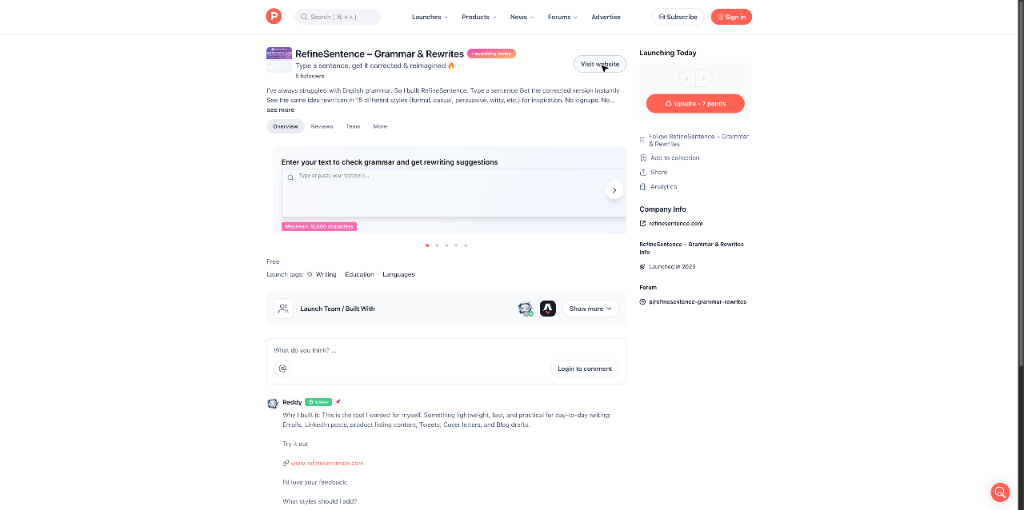 P
Search ( ⌘ + k )
Launches
Products
News
Forums
Advertise
Subscribe
Sign in
RefineSentence – Grammar & Rewrites
Launching Today
Type a sentence, get it corrected & reimagined 🔥
5 followers
Visit website
I've always struggled with English grammar. So I built RefineSentence. Type a sentence Get the corrected version instantly
See the same idea rewritten in 15 different styles (formal, casual, persuasive, witty, etc.) for inspiration. No signups. No...
see more
Overview
Reviews
Team
More
Enter your text to check grammar and get rewriting suggestions
Type or paste your text here...
Maximum 10,000 characters
Free
Launch tags:
Writing
·
Education
·
Languages
Launch Team / Built With
Show more
What do you think? ...
@
Login to comment
Reddy
Maker
Why I built it: This is the tool I wanted for myself. Something lightweight, fast, and practical for day-to-day writing:
Emails, LinkedIn posts, product listing content, Tweets, Cover letters, and Blog drafts.
Try it out
🔗 www.refinesentence.com
I'd love your feedback:
What styles should I add?
Launching Today
Upvote • 7 points
Follow RefineSentence – Grammar
& Rewrites
Add to collection
Share
Analytics
Company Info
refinesentence.com
RefineSentence – Grammar & Rewrites
Info
Launched in 2025
Forum
p/refinesentence-grammar-rewrites